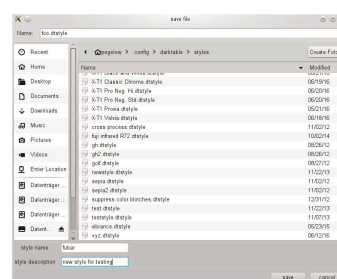 save file
Name: foo.dtstyle
Recent
Home
Desktop
Documents
Downloads
Music
Pictures
Videos
Enter Location
Datenträger ...
Datenträger ...
Datenträger ...
Datent...
pegelow .config darktable styles
Create Fold
Name Modified
X-T1 Classic Chrome.dtstyle 06/19/16
X-T1 Pro Neg. Hi.dtstyle 06/20/16
X-T1 Pro Neg. Std.dtstyle 06/20/16
X-T1 Provia.dtstyle 05/21/16
X-T1 Velvia.dtstyle 06/18/16
cross process.dtstyle 11/02/12
fuji infrared RT2.dtstyle 10/02/14
gh.dtstyle 08/26/12
gh2.dtstyle 08/26/12
golf.dtstyle 08/27/12
newstyle.dtstyle 11/22/13
sepia.dtstyle 11/02/12
sepia2.dtstyle 11/02/12
suppress color blotches.dtstyle 12/31/12
test.dtstyle 11/22/13
teststyle.dtstyle 11/07/13
vibrance.dtstyle 05/23/16
xyz.dtstyle 06/12/16
style name fubar
style description new style for testing
save cancel